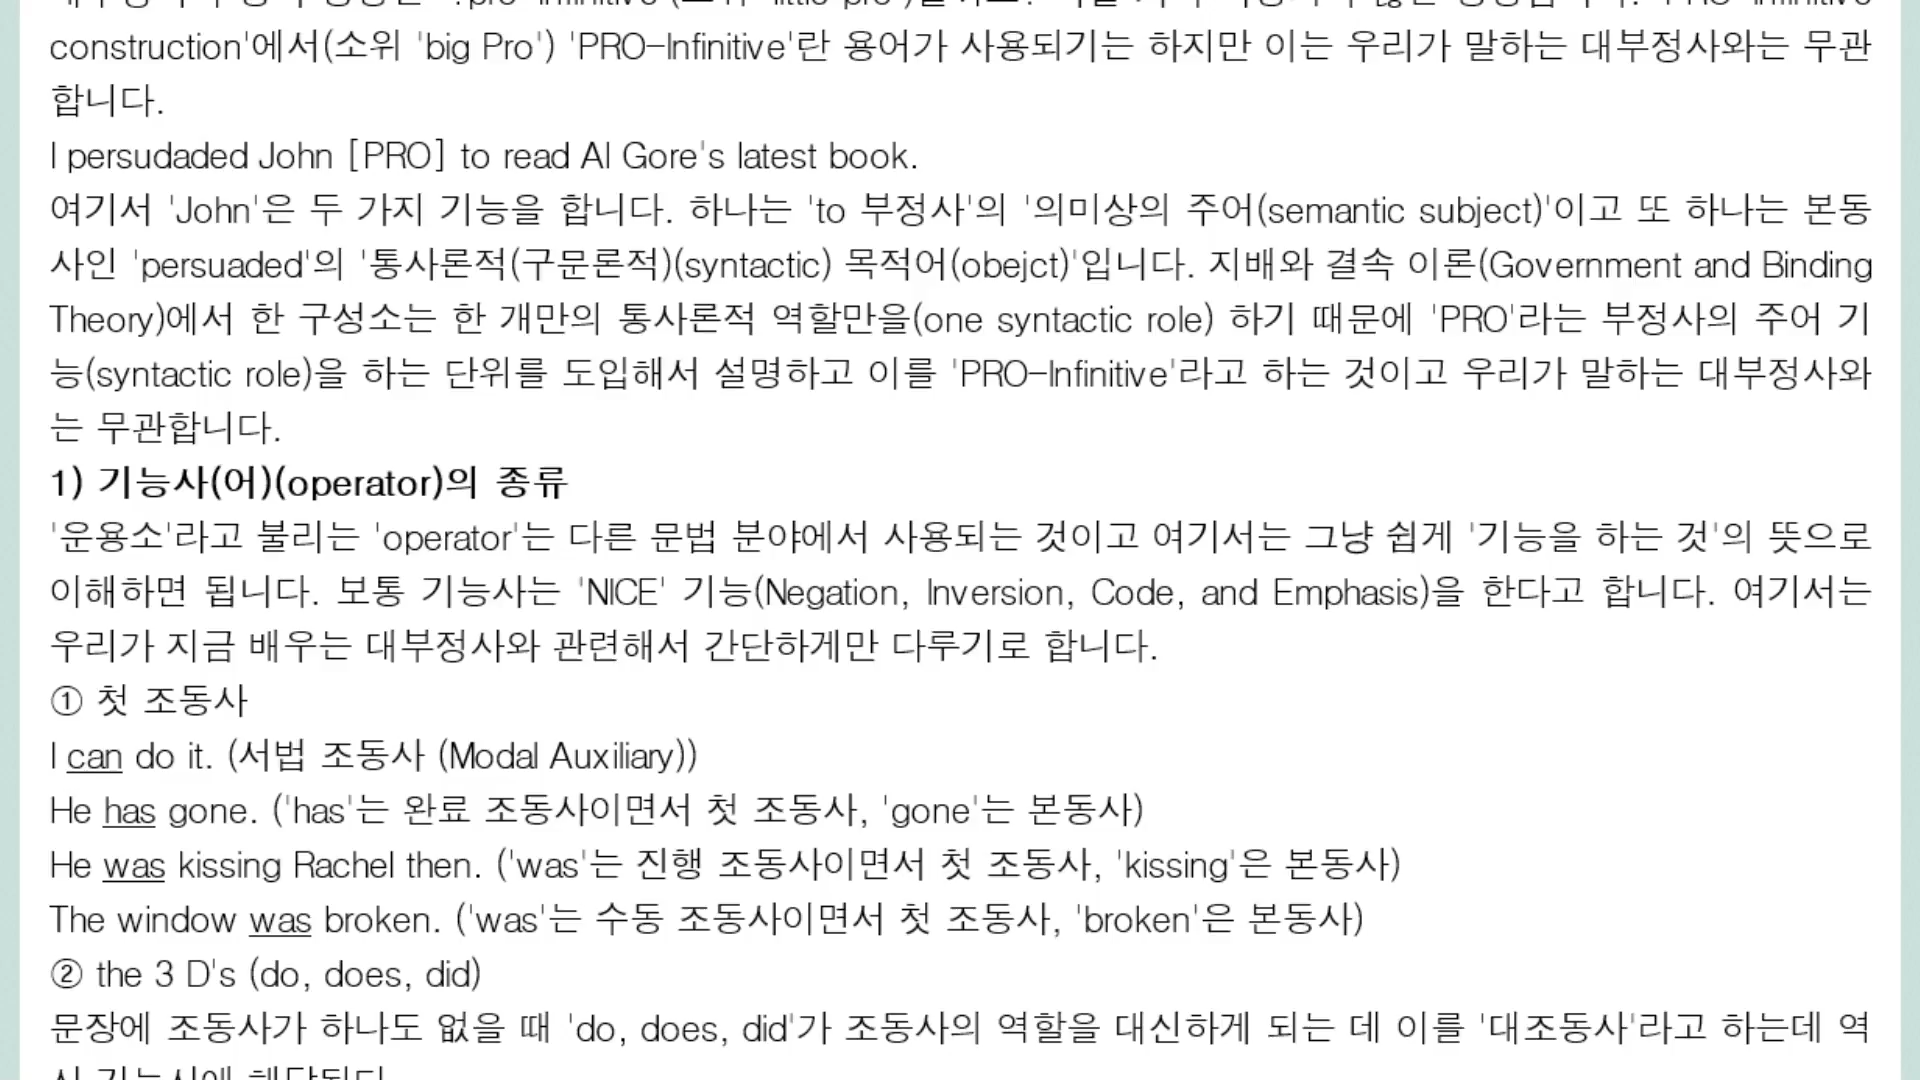 construction'에서(소위 'big Pro') 'PRO-Infinitive'란 용어가 사용되기는 하지만 이는 우리가 말하는 대부정사와는 무관
합니다.
I persudaded John [PRO] to read Al Gore's latest book.
여기서 'John'은 두 가지 기능을 합니다. 하나는 'to 부정사'의 '의미상의 주어(semantic subject)'이고 또 하나는 본동
사인 'persuaded'의 '통사론적(구문론적)(syntactic) 목적어(obejct)'입니다. 지배와 결속 이론(Government and Binding
Theory)에서 한 구성소는 한 개만의 통사론적 역할만을(one syntactic role) 하기 때문에 'PRO'라는 부정사의 주어 기
능(syntactic role)을 하는 단위를 도입해서 설명하고 이를 'PRO-Infinitive'라고 하는 것이고 우리가 말하는 대부정사와
는 무관합니다.
1) 기능사(어)(operator)의 종류
'운용소'라고 불리는 'operator'는 다른 문법 분야에서 사용되는 것이고 여기서는 그냥 쉽게 '기능을 하는 것'의 뜻으로
이해하면 됩니다. 보통 기능사는 'NICE' 기능(Negation, Inversion, Code, and Emphasis)을 한다고 합니다. 여기서는
우리가 지금 배우는 대부정사와 관련해서 간단하게만 다루기로 합니다.
① 첫 조동사
I can do it. (서법 조동사 (Modal Auxiliary))
He has gone. ('has'는 완료 조동사이면서 첫 조동사, 'gone'는 본동사)
He was kissing Rachel then. ('was'는 진행 조동사이면서 첫 조동사, 'kissing'은 본동사)
The window was broken. ('was'는 수동 조동사이면서 첫 조동사, 'broken'은 본동사)
② the 3 D's (do, does, did)
문장에 조동사가 하나도 없을 때 'do, does, did'가 조동사의 역할을 대신하게 되는 데 이를 '대조동사'라고 하는데 역